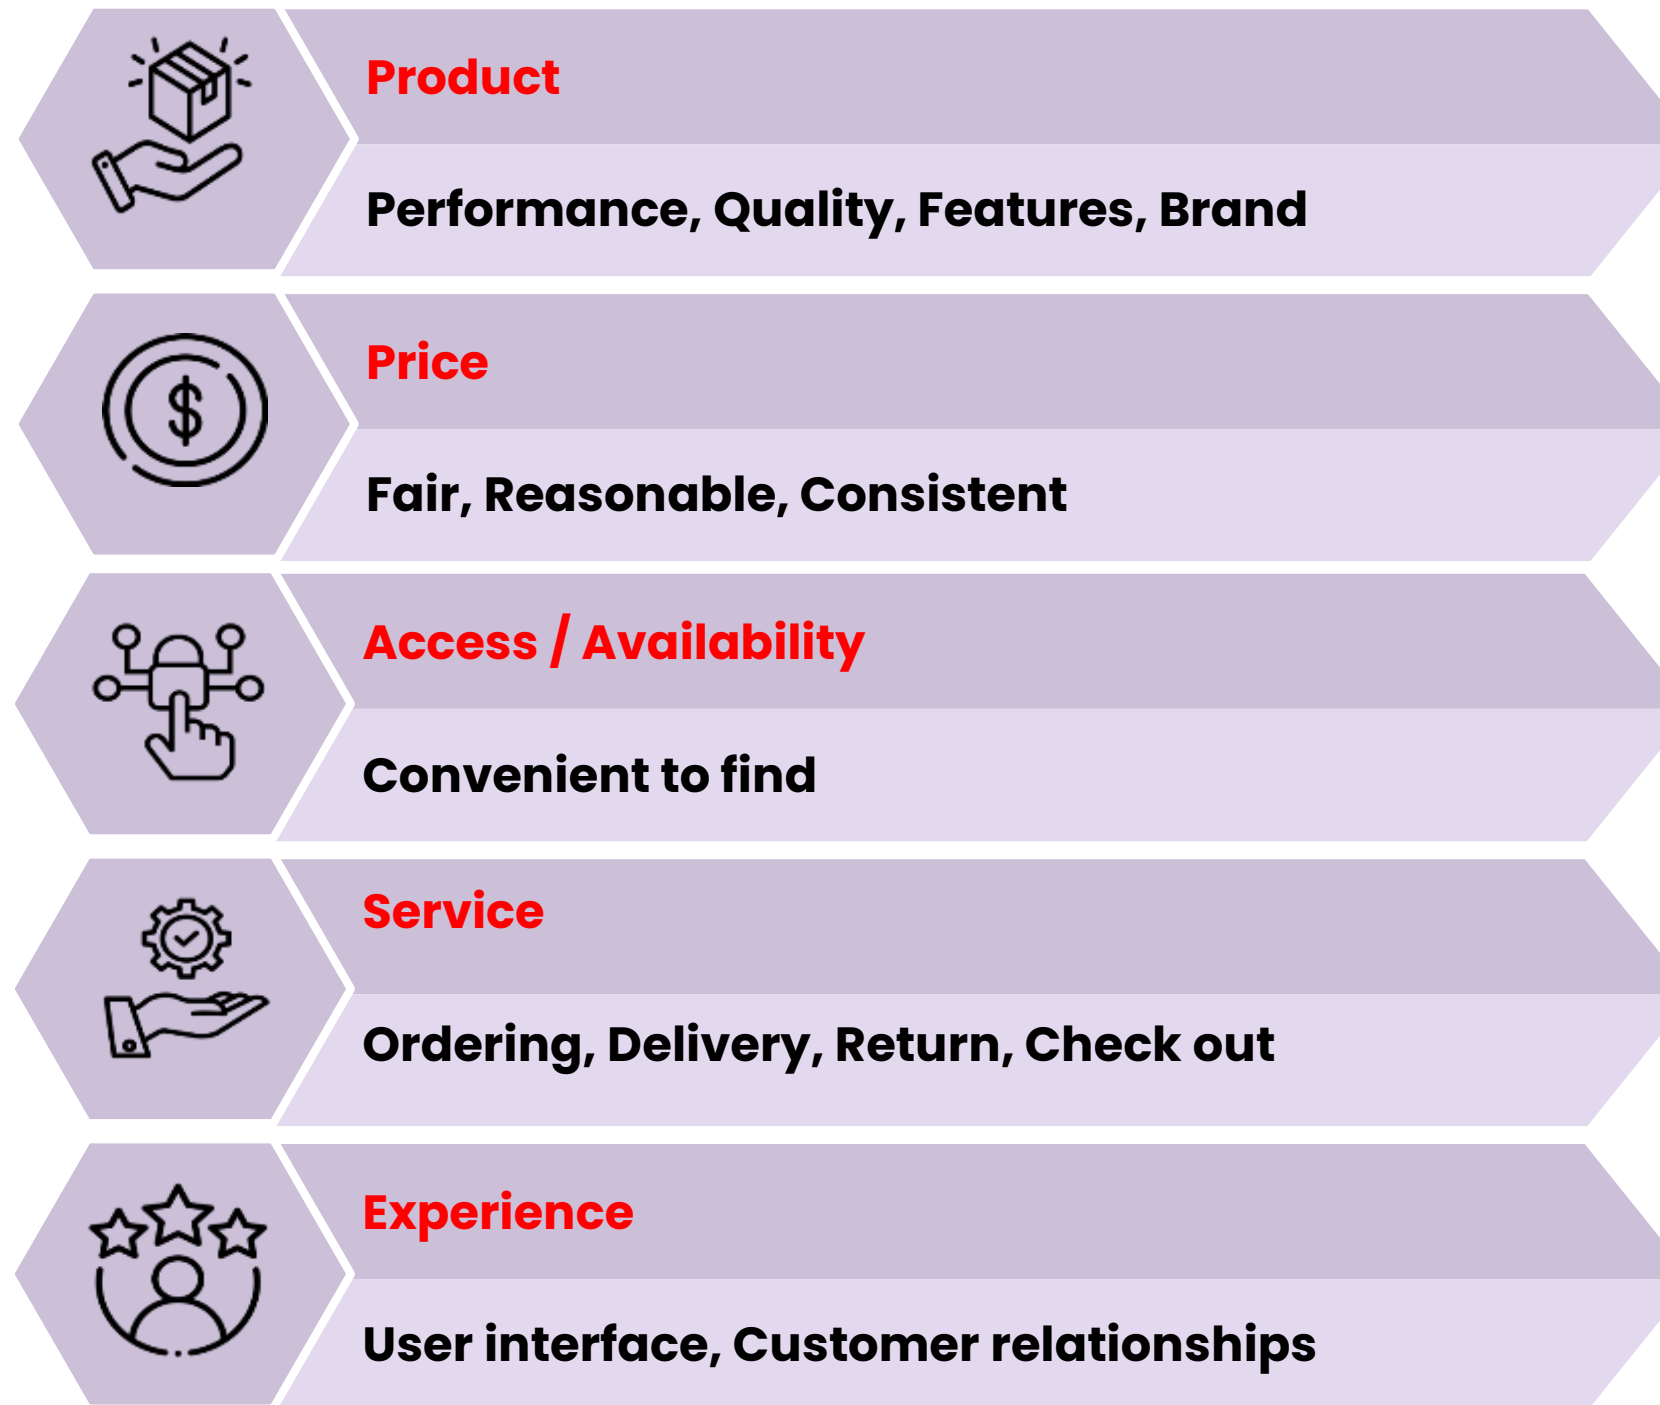 Product
Performance, Quality, Features, Brand
Price
Fair, Reasonable, Consistent
Access / Availability
Convenient to find
Service
Ordering, Delivery, Return, Check out
Experience
User interface, Customer relationships